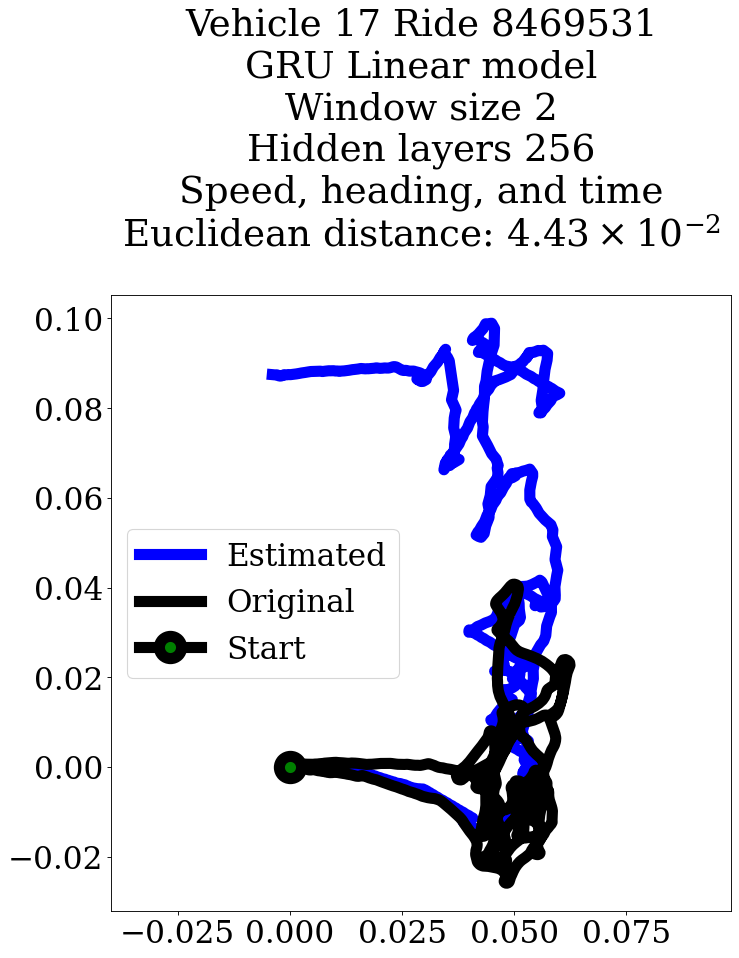 Vehicle 17 Ride 8469531
GRU Linear model
Window size 2
Hidden layers 256
Speed, heading, and time
Euclidean distance: 4.43 × 10⁻²
0.10
0.08
0.06
0.04
0.02
0.00
−0.02
Estimated
Original
Start
−0.025 0.000 0.025 0.050 0.075